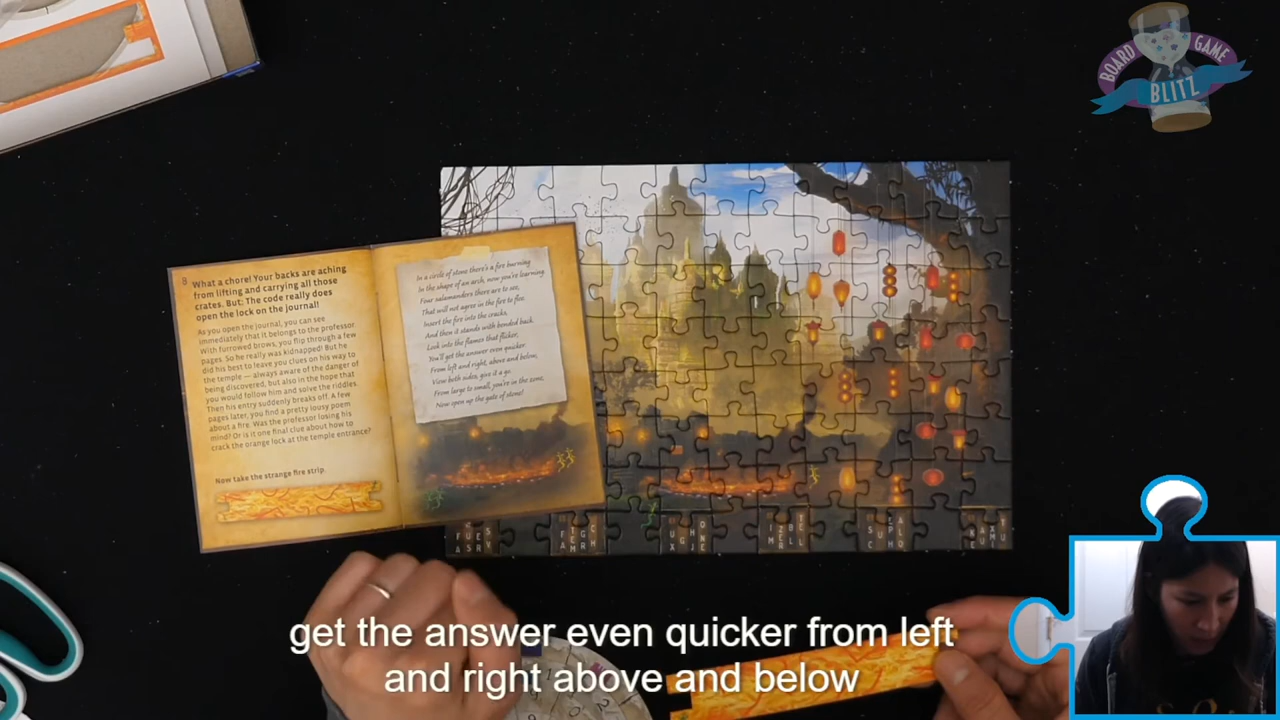 BOARD GAME
BLITZ
8 What a chore! Your backs are aching
from lifting and carrying all those
crates. But: The code really does
open the lock on the journal!
As you open the journal, you can see
immediately that it belongs to the professor.
With furrowed brows, you flip through a few
pages. So he really was kidnapped! But he
did his best to leave you clues on his way to
the temple — always aware of the danger of
being discovered, but also in the hope that
you would follow him and solve the riddles.
Then his entry suddenly breaks off. A few
pages later, you find a pretty lousy poem
about a fire. Was the professor losing his
mind? Or is it one final clue about how to
crack the orange lock at the temple entrance?
Now take the strange fire strip.
In a circle of stone there's a fire burning
In the shape of an arch, now you're learning
Four salamanders there are to see,
That will not agree in the fire to flee.
Insert the fire into the cracks,
And then it stands with bended back.
Look into the flames that flicker,
You'll get the answer even quicker
From left and right, above and below,
View both sides, give it a go.
From large to small, you're in the zone,
Now open up the gate of stone!
get the answer even quicker from left
and right above and below